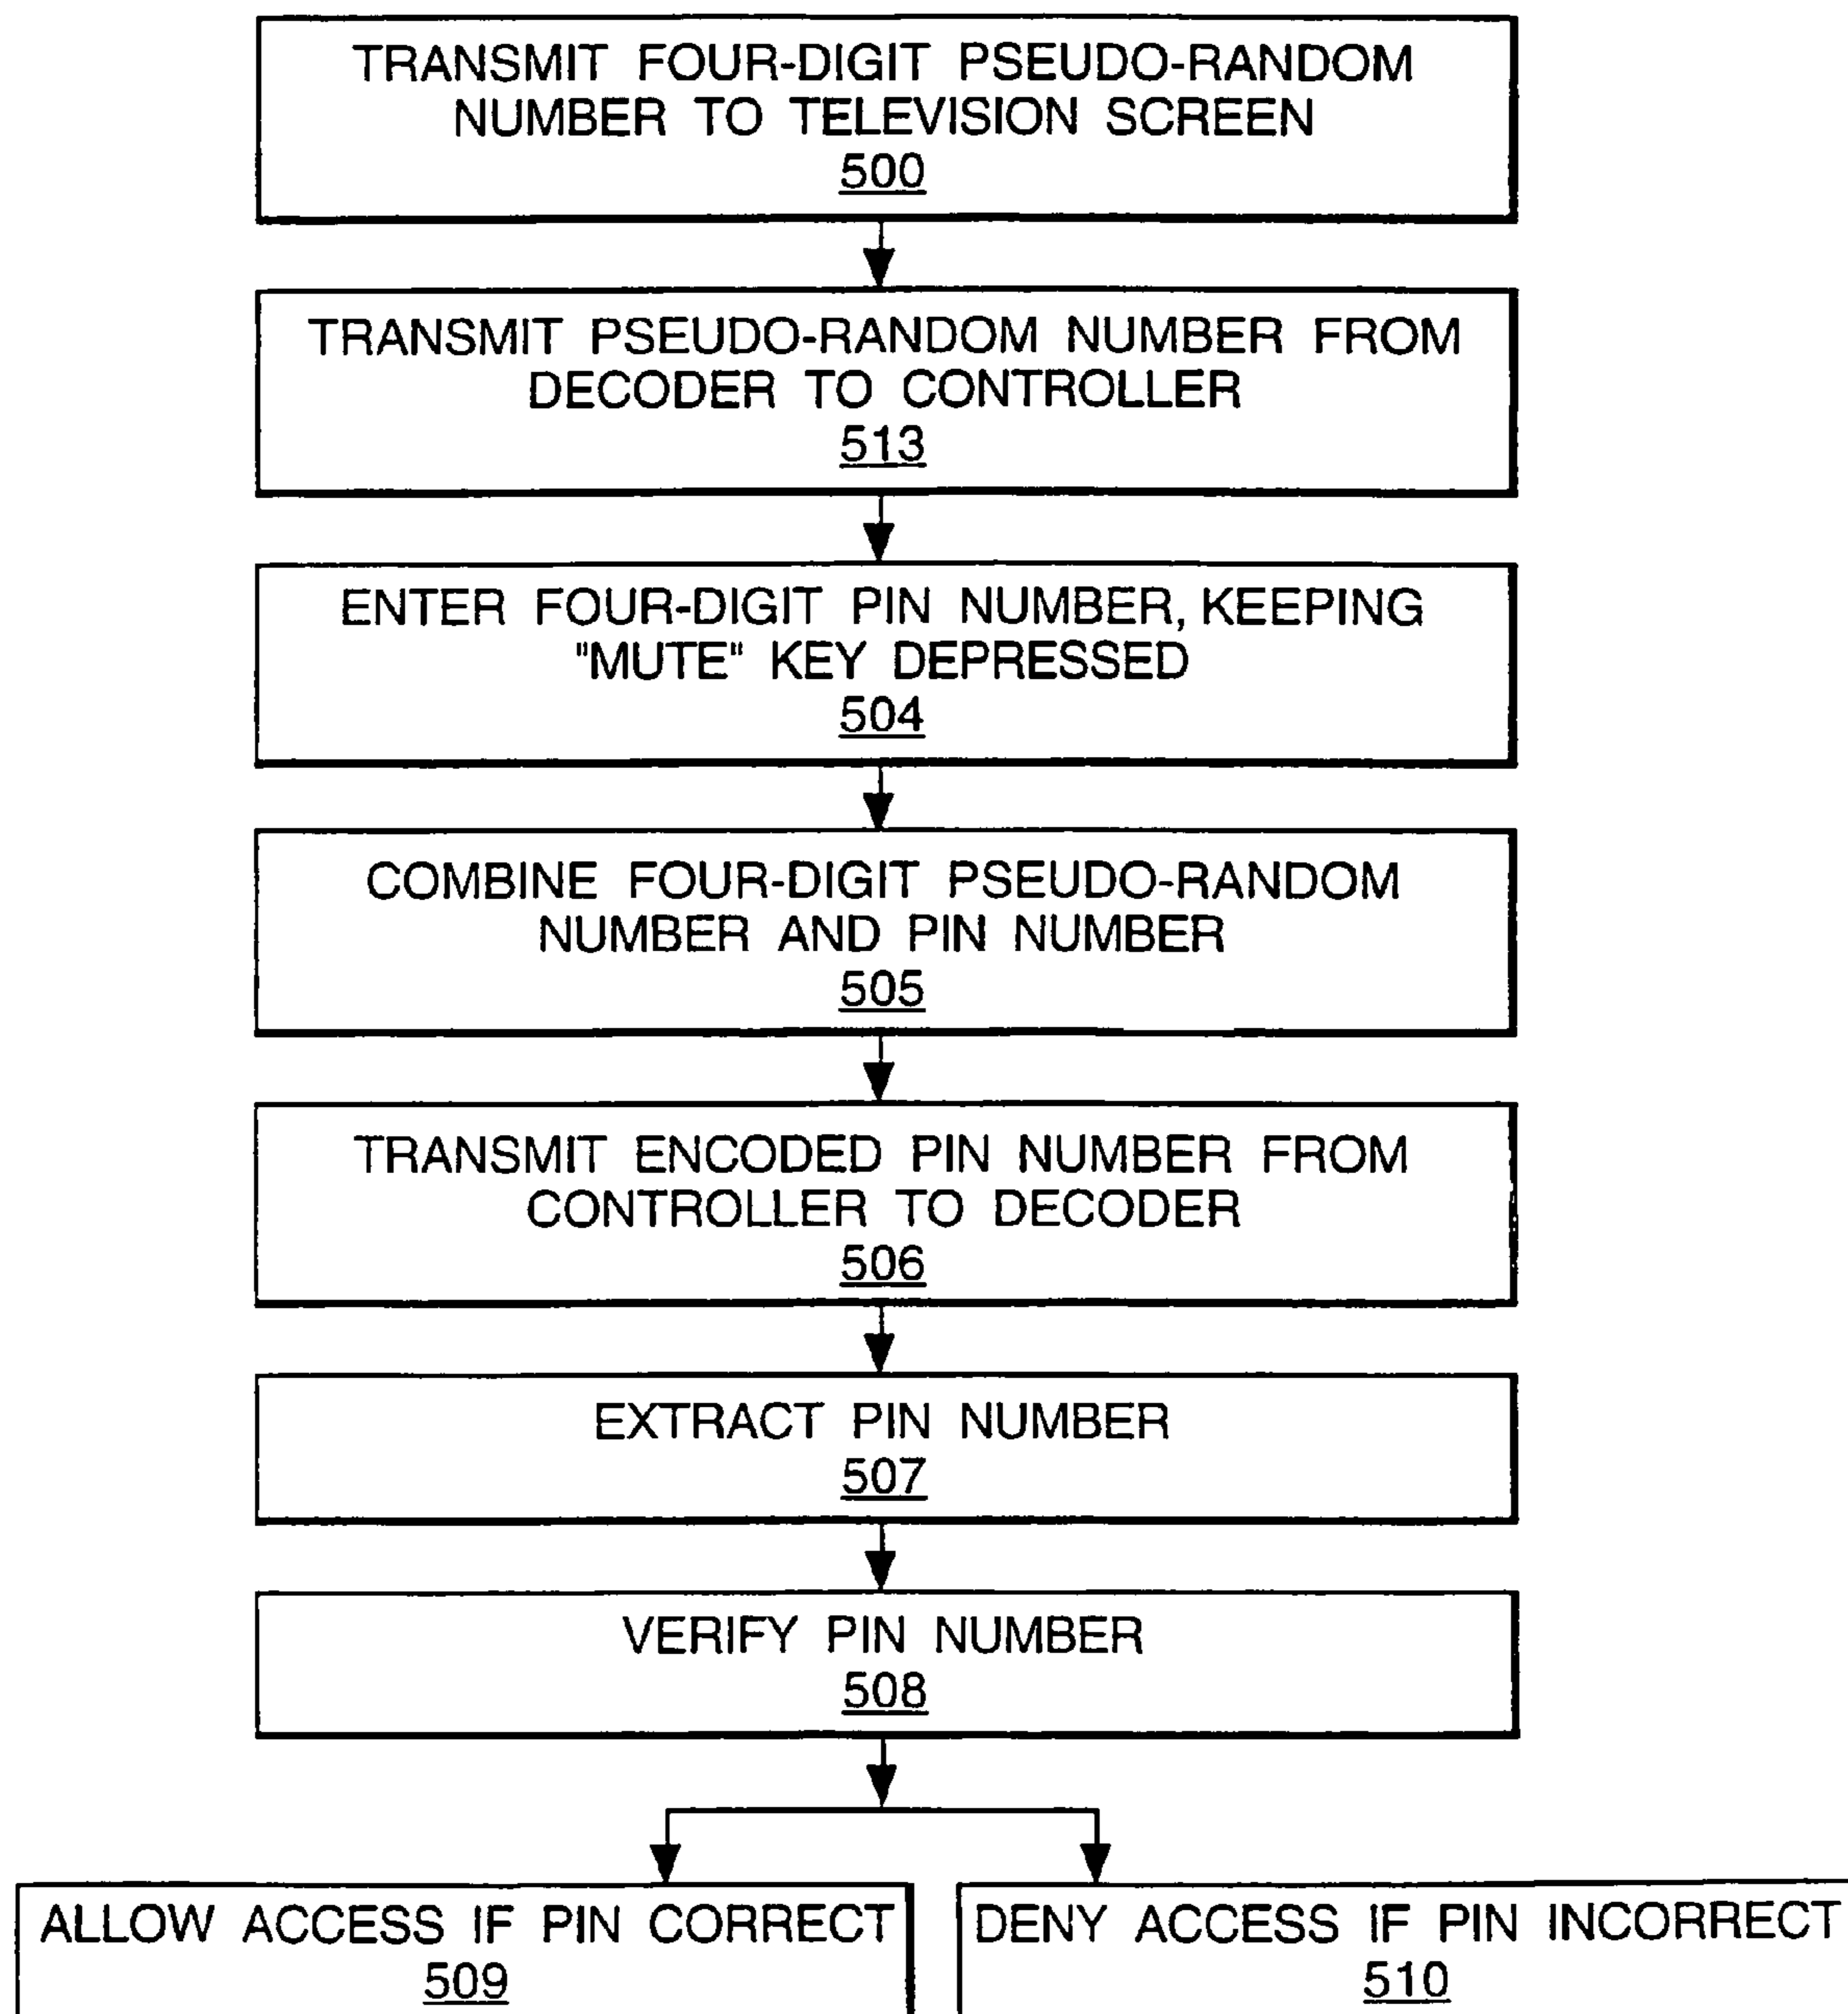 TRANSMIT FOUR-DIGIT PSEUDO-RANDOM
NUMBER TO TELEVISION SCREEN
500
TRANSMIT PSEUDO-RANDOM NUMBER FROM
DECODER TO CONTROLLER
513
ENTER FOUR-DIGIT PIN NUMBER, KEEPING
"MUTE" KEY DEPRESSED
504
COMBINE FOUR-DIGIT PSEUDO-RANDOM
NUMBER AND PIN NUMBER
505
TRANSMIT ENCODED PIN NUMBER FROM
CONTROLLER TO DECODER
506
EXTRACT PIN NUMBER
507
VERIFY PIN NUMBER
508
ALLOW ACCESS IF PIN CORRECT
509
DENY ACCESS IF PIN INCORRECT
510